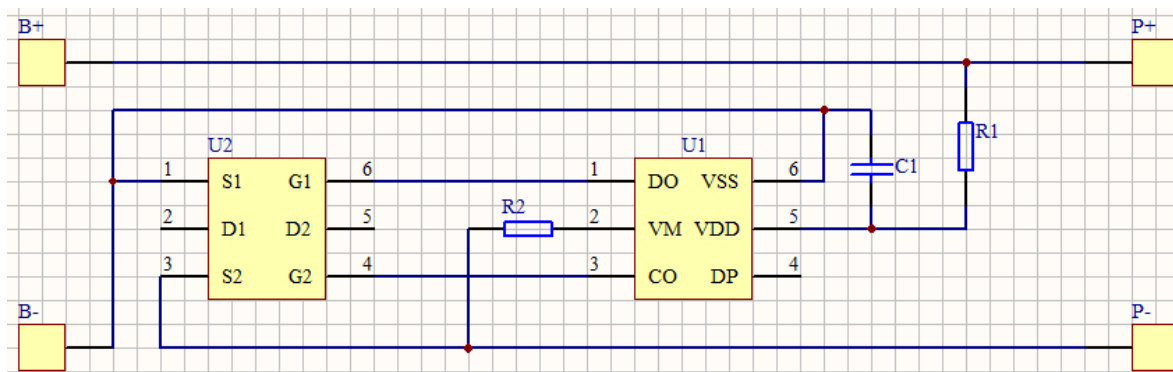 B+
P+
U2
U1
R1
C1
1
S1
G1
6
1
DO
VSS
6
2
D1
D2
5
R2
2
VM
VDD
5
3
S2
G2
4
3
CO
DP
4
B-
P-